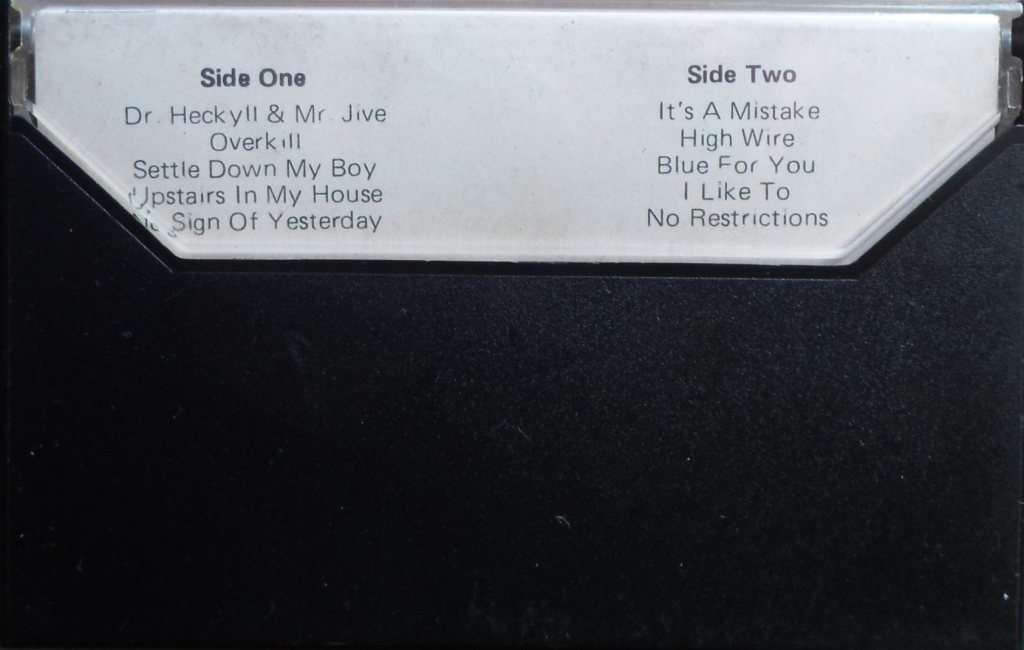 Side One
Dr. Heckyll & Mr. Jive
Overkill
Settle Down My Boy
Upstairs In My House
No Sign Of Yesterday
Side Two
It's A Mistake
High Wire
Blue For You
I Like To
No Restrictions